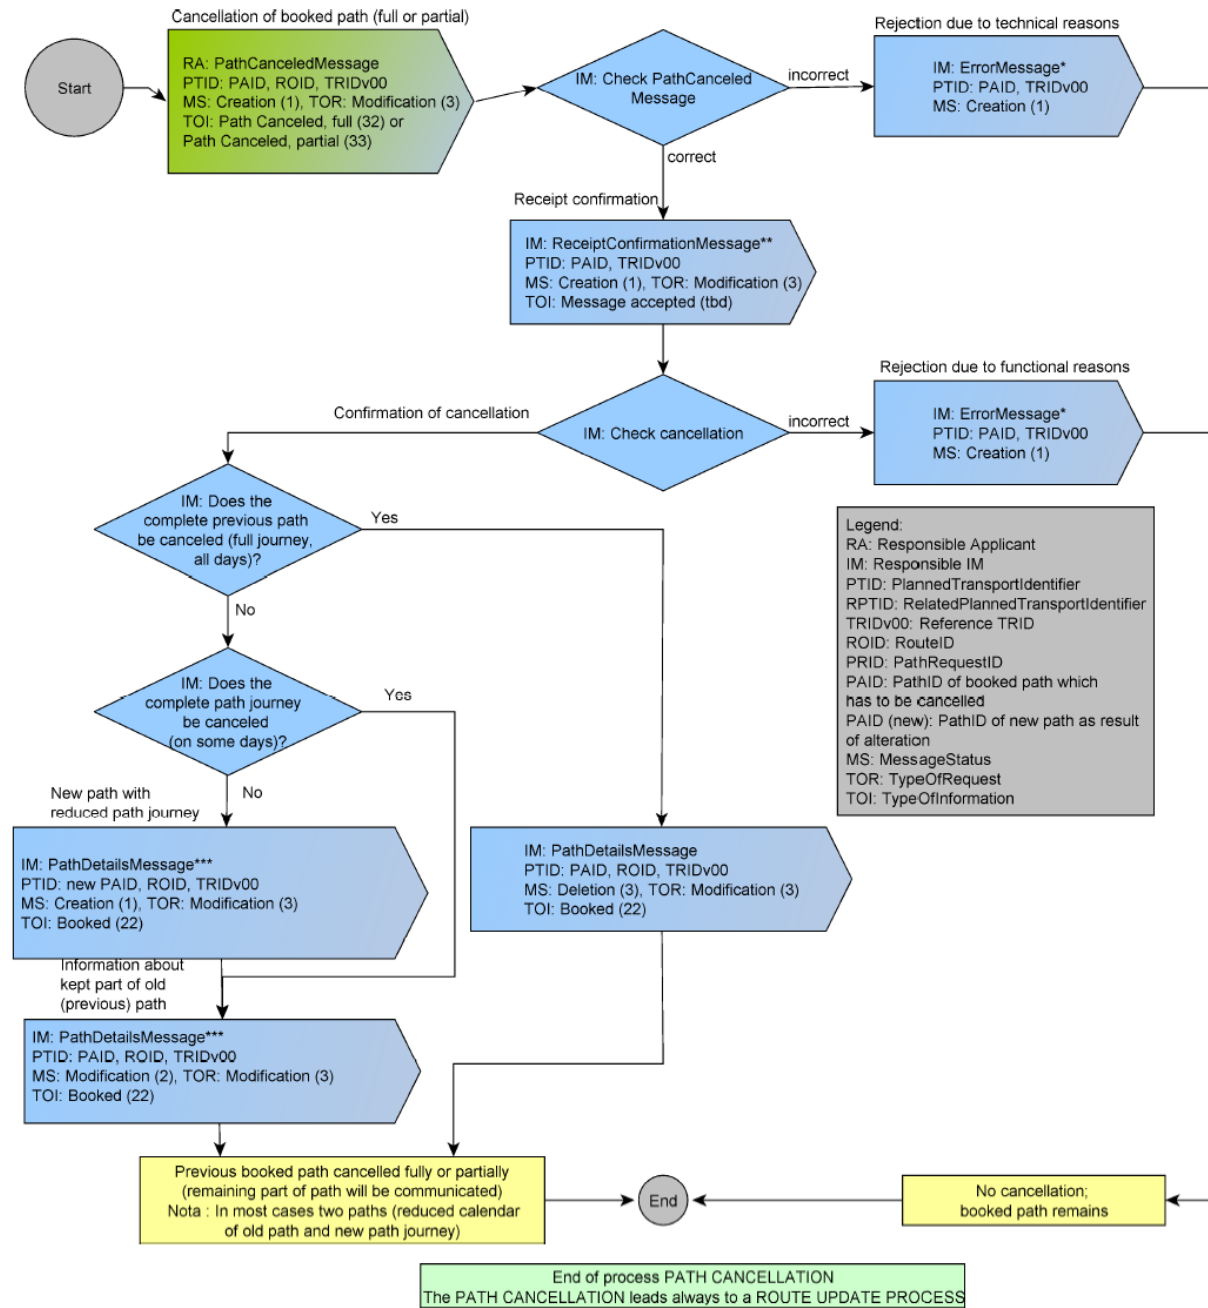 Cancellation of booked path (full or partial)
Rejection due to technical reasons
Start
RA: PathCanceledMessage
PTID: PAID, ROID, TRIDv00
MS: Creation (1), TOR: Modification (3)
TOI: Path Canceled, full (32) or
Path Canceled, partial (33)
IM: Check PathCanceled
Message
incorrect
IM: ErrorMessage*
PTID: PAID, TRIDv00
MS: Creation (1)
correct
Receipt confirmation
IM: ReceiptConfirmationMessage**
PTID: PAID, TRIDv00
MS: Creation (1), TOR: Modification (3)
TOI: Message accepted (tbd)
Rejection due to functional reasons
Confirmation of cancellation
IM: Check cancellation
incorrect
IM: ErrorMessage*
PTID: PAID, TRIDv00
MS: Creation (1)
IM: Does the
complete previous path
be canceled (full journey,
all days)?
Yes
No
Legend:
RA: Responsible Applicant
IM: Responsible IM
PTID: PlannedTransportIdentifier
RPTID: RelatedPlannedTransportIdentifier
TRIDv00: Reference TRID
ROID: RouteID
PRID: PathRequestID
PAID: PathID of booked path which
has to be cancelled
PAID (new): PathID of new path as result
of alteration
MS: MessageStatus
TOR: TypeOfRequest
TOI: TypeOfInformation
IM: Does the
complete path journey
be canceled
(on some days)?
Yes
No
New path with
reduced path journey
IM: PathDetailsMessage***
PTID: new PAID, ROID, TRIDv00
MS: Creation (1), TOR: Modification (3)
TOI: Booked (22)
IM: PathDetailsMessage
PTID: PAID, ROID, TRIDv00
MS: Deletion (3), TOR: Modification (3)
TOI: Booked (22)
Information about
kept part of old
(previous) path
IM: PathDetailsMessage***
PTID: PAID, ROID, TRIDv00
MS: Modification (2), TOR: Modification (3)
TOI: Booked (22)
Previous booked path cancelled fully or partially
(remaining part of path will be communicated)
Nota : In most cases two paths (reduced calendar
of old path and new path journey)
End
No cancellation;
booked path remains
End of process PATH CANCELLATION
The PATH CANCELLATION leads always to a ROUTE UPDATE PROCESS